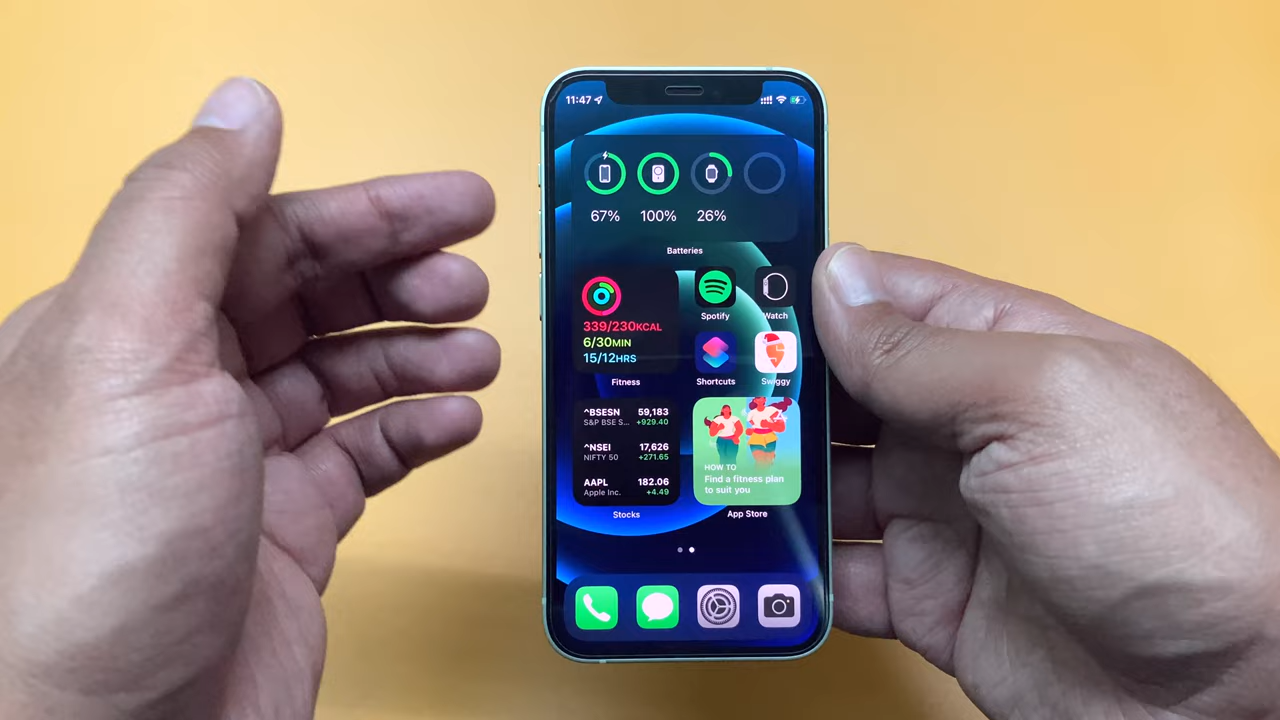 11:47
67% 100% 26%
Batteries
339/230KCAL
6/30MIN
15/12HRS
Fitness
Spotify
Watch
Shortcuts
Swiggy
^BSESN 59,183
S&P BSE S... +929.40
^NSEI 17,626
NIFTY 50 +271.65
AAPL 182.06
Apple Inc. +4.49
Stocks
HOW TO
Find a fitness plan
to suit you
App Store